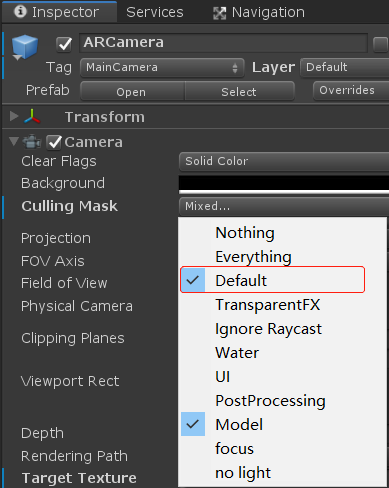 Inspector Services Navigation
ARCamera
Tag MainCamera Layer Default
Prefab Open Select Overrides
Transform
Camera
Clear Flags Solid Color
Background
Culling Mask Mixed...
Nothing
Projection
Everything
FOV Axis
Default
Field of View
TransparentFX
Physical Camera
Ignore Raycast
Clipping Planes
Water
UI
Viewport Rect
PostProcessing
Model
Depth
focus
Rendering Path
no light
Target Texture